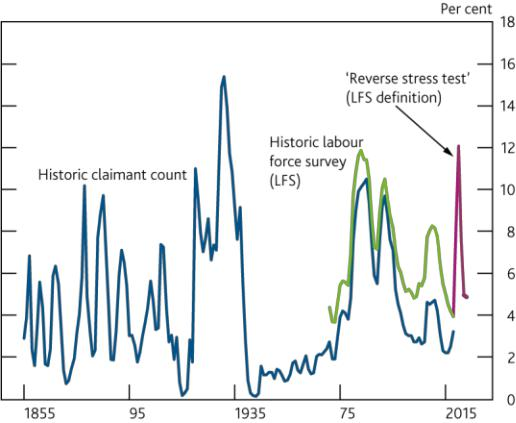 Per cent
18
16
'Reverse stress test'
(LFS definition)
14
Historic labour
force survey
(LFS)
12
Historic claimant count
10
8
6
4
2
0
1855 95 1935 75 2015